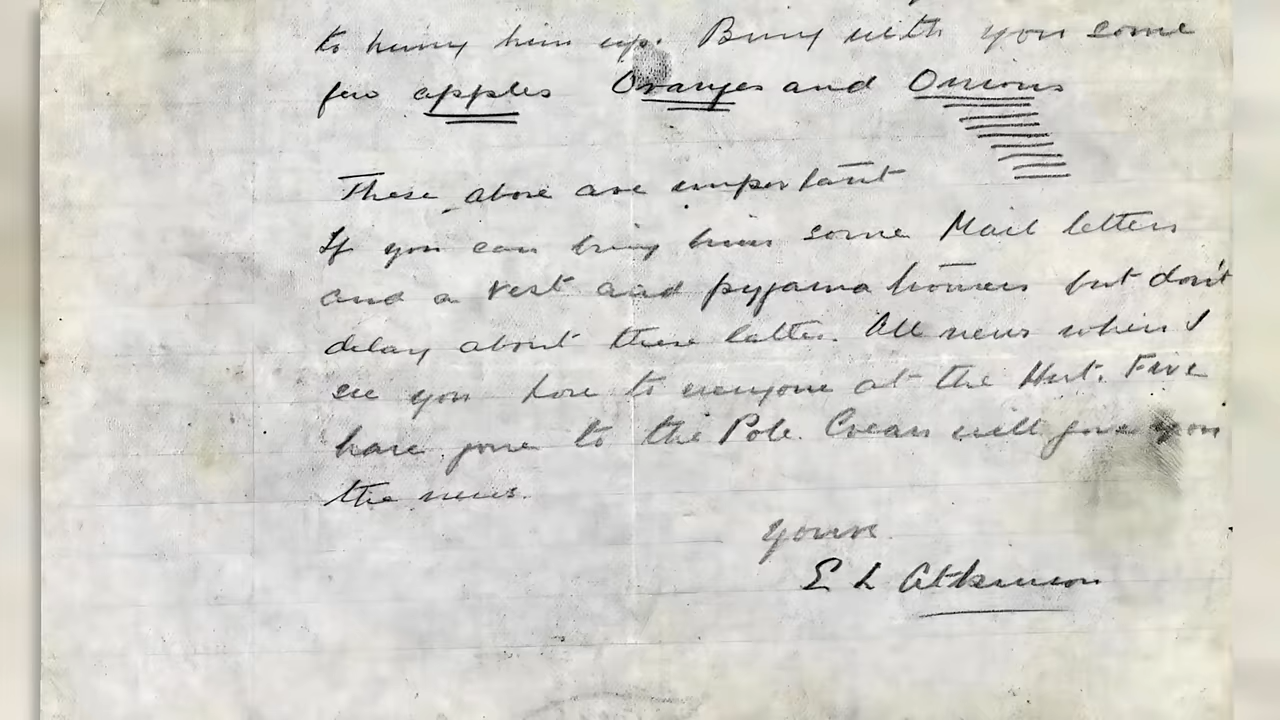 to hurry him up. Bring with you some
few apples Oranges and Onions
These above are important
If you can bring him some Mail letters
and a vest and pyjama trousers but don't
delay about these latter. All news when I
see you love to everyone at the Hut. Five
have gone to the Pole. Crean will give you
the news.
Yours
E L Atkinson